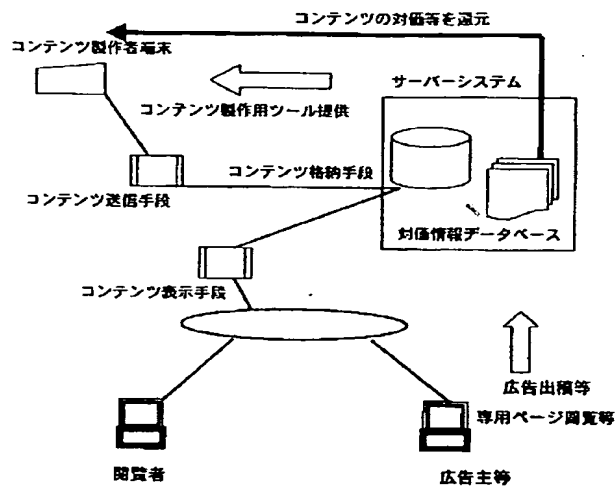 コンテンツの対価等を還元
コンテンツ製作者端末
サーバーシステム
コンテンツ製作用ツール提供
コンテンツ格納手段
コンテンツ送信手段
対価情報データベース
コンテンツ表示手段
広告出稿等
専用ページ閲覧等
閲覧者
広告主等